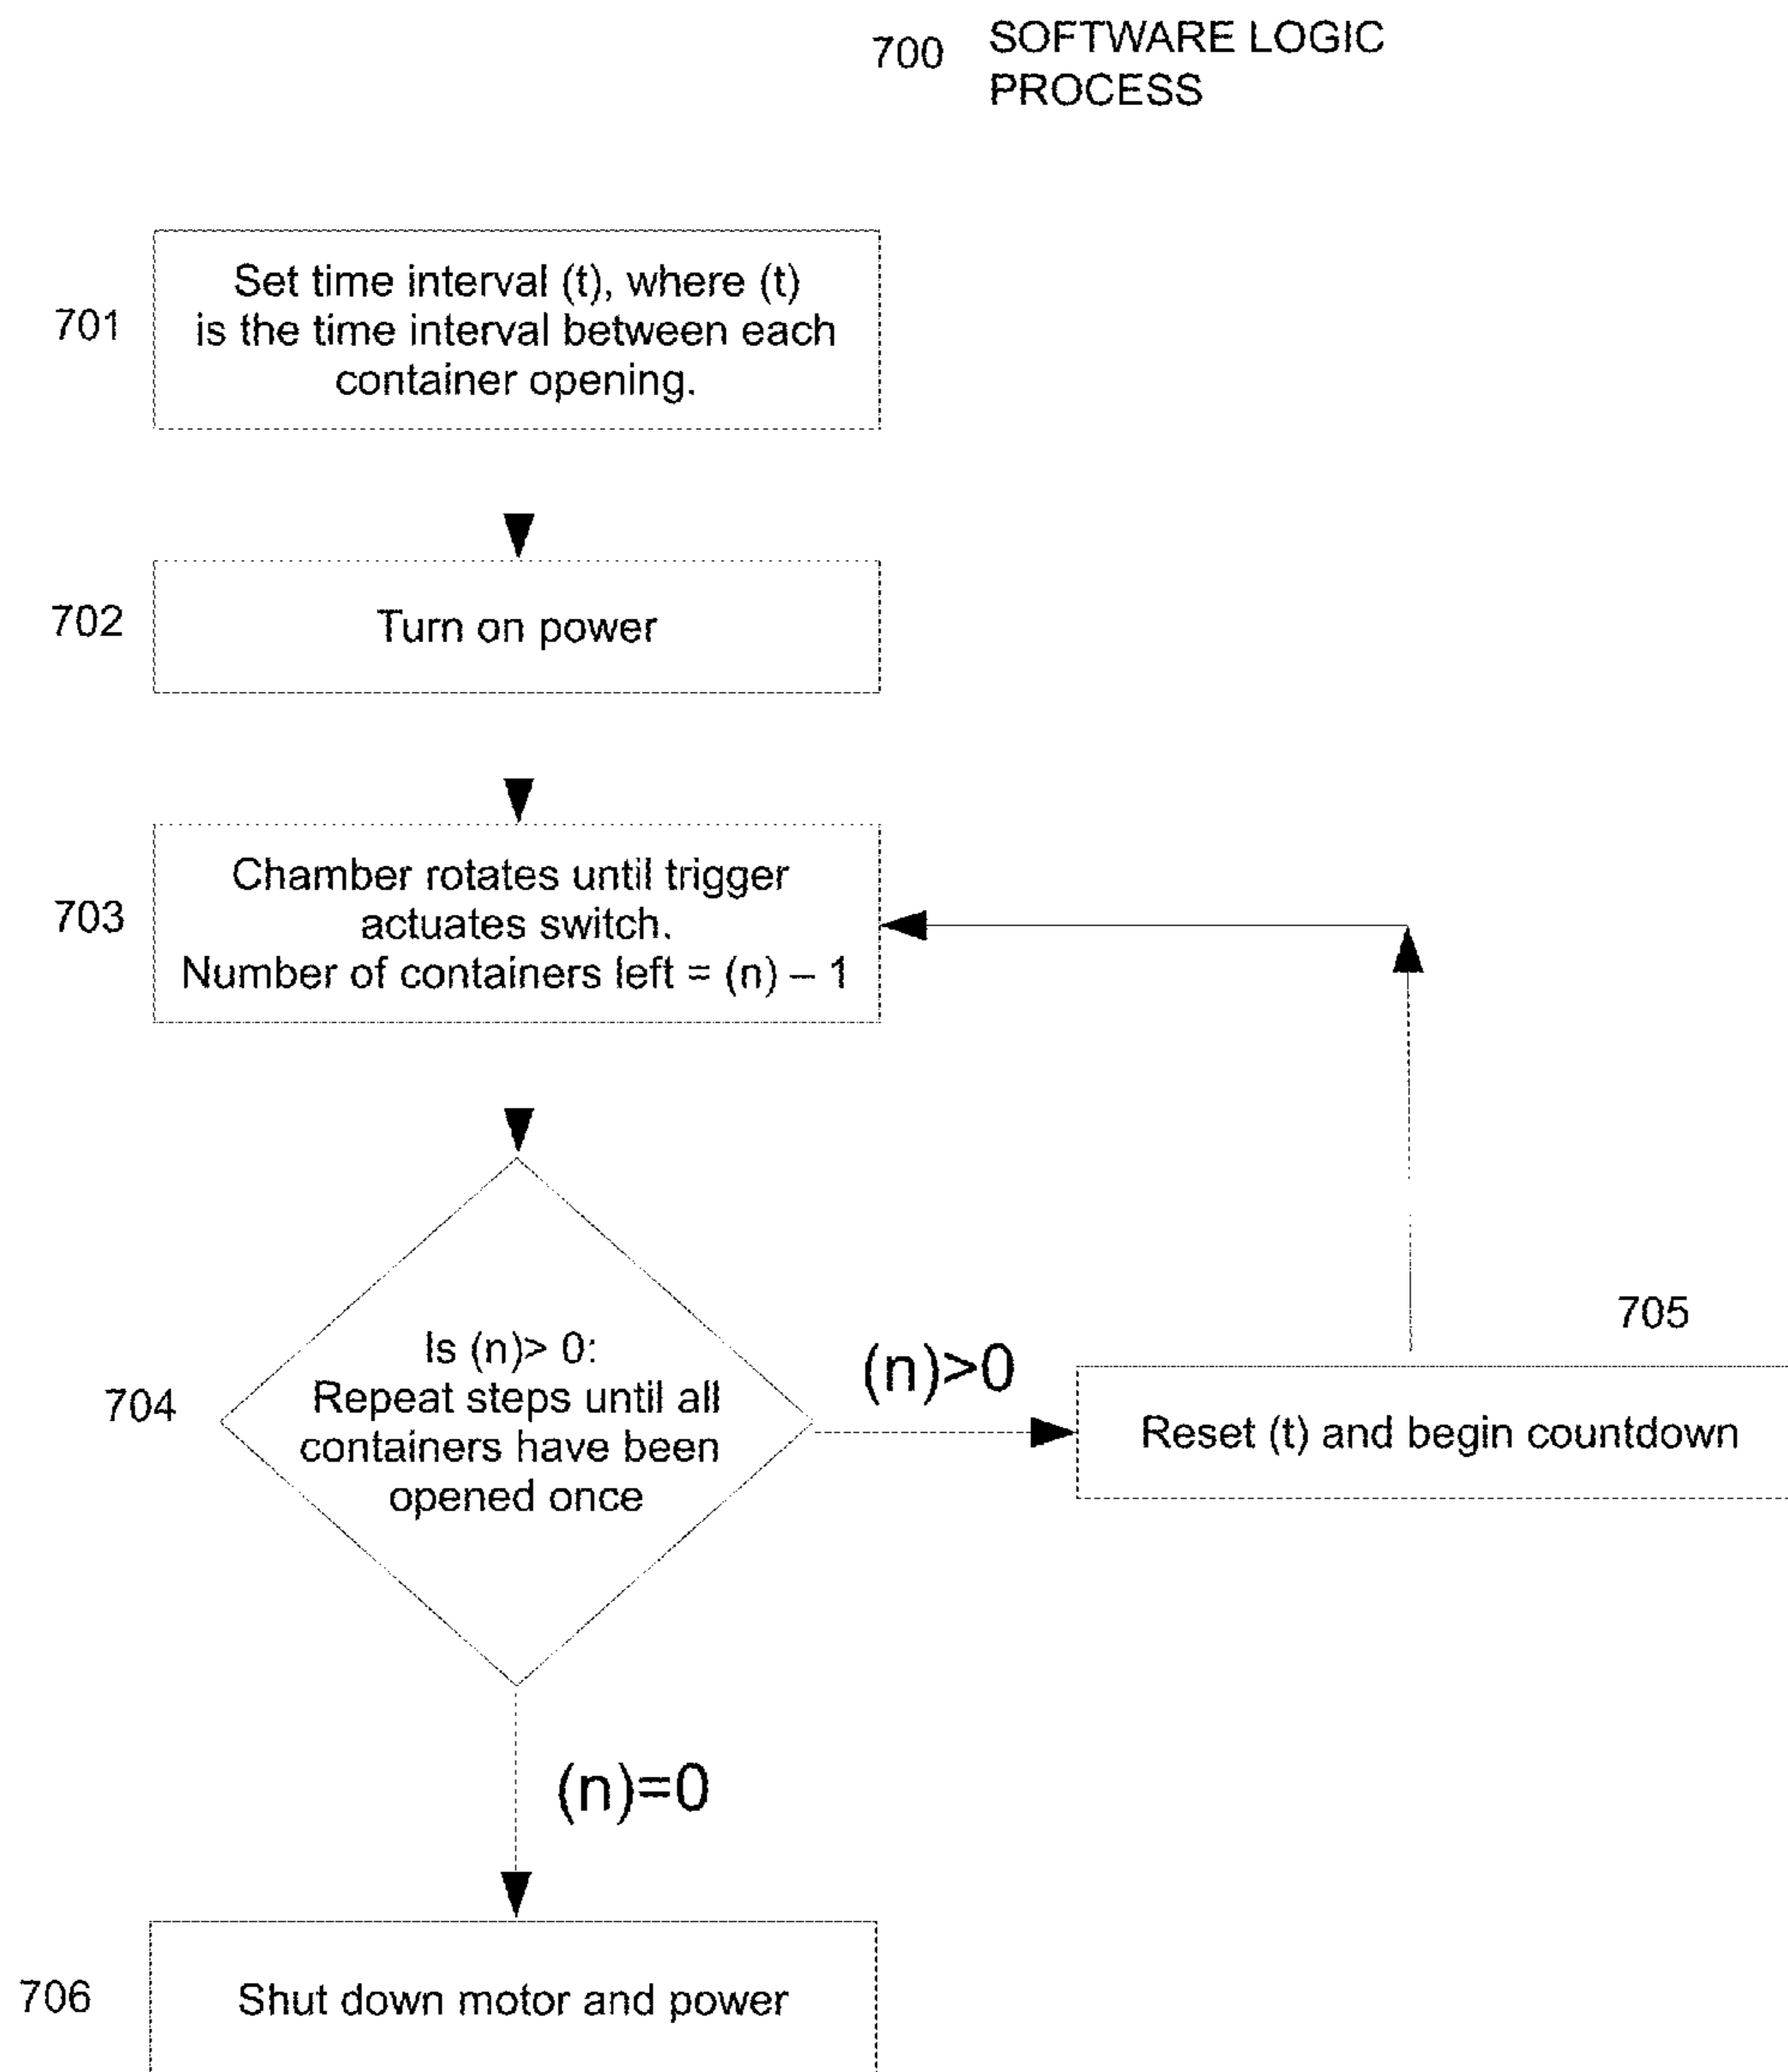 700 SOFTWARE LOGIC
PROCESS
701
Set time interval (t), where (t)
is the time interval between each
container opening.
702
Turn on power
703
Chamber rotates until trigger
actuates switch.
Number of containers left = (n) – 1
704
Is (n)> 0:
Repeat steps until all
containers have been
opened once
(n)>0
705
Reset (t) and begin countdown
(n)=0
706
Shut down motor and power